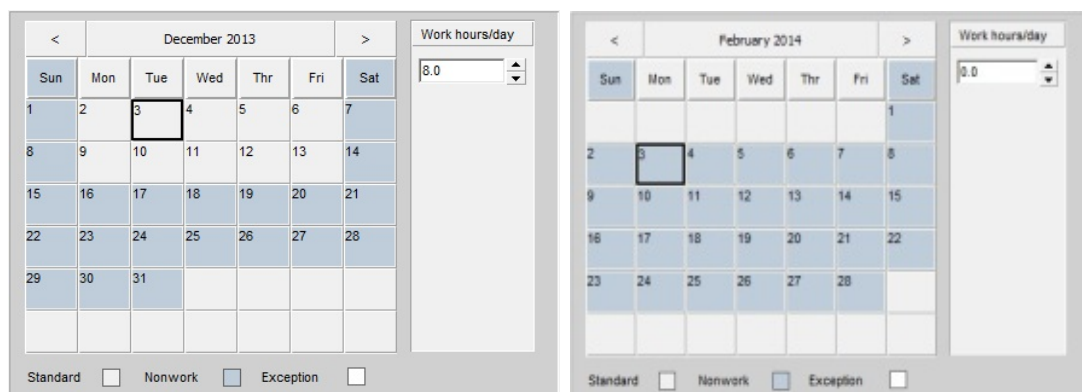 < December 2013 >
Sun Mon Tue Wed Thr Fri Sat
1 2 3 4 5 6 7
8 9 10 11 12 13 14
15 16 17 18 19 20 21
22 23 24 25 26 27 28
29 30 31
Standard Nonwork Exception
Work hours/day
8.0
< February 2014 >
Sun Mon Tue Wed Thr Fri Sat
1
2 3 4 5 6 7 8
9 10 11 12 13 14 15
16 17 18 19 20 21 22
23 24 25 26 27 28
Standard Nonwork Exception
Work hours/day
0.0